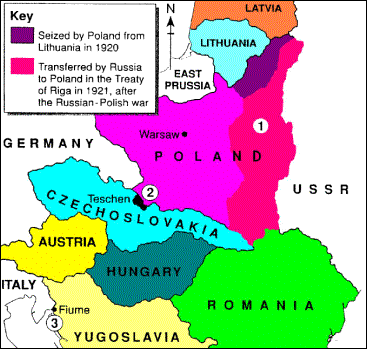 Key
Seized by Poland from
Lithuania in 1920
Transferred by Russia
to Poland in the Treaty
of Riga in 1921, after
the Russian-Polish war
N
LATVIA
LITHUANIA
EAST
PRUSSIA
1
Warsaw
POLAND
GERMANY
USSR
2
Teschen
CZECHOSLOVAKIA
AUSTRIA
HUNGARY
ROMANIA
ITALY
Fiume
3
YUGOSLAVIA